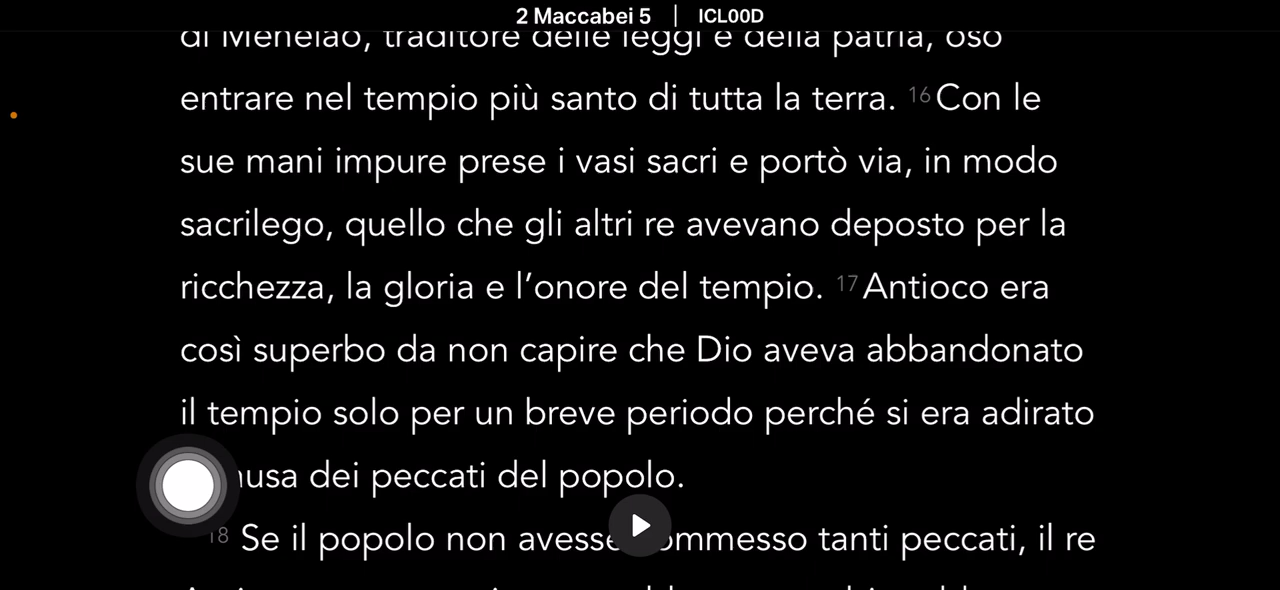 2 Maccabei 5 | ICL00D
di Menelao, traditore delle leggi e della patria, osò
entrare nel tempio più santo di tutta la terra. 16 Con le
sue mani impure prese i vasi sacri e portò via, in modo
sacrilego, quello che gli altri re avevano deposto per la
ricchezza, la gloria e l’onore del tempio. 17 Antioco era
così superbo da non capire che Dio aveva abbandonato
il tempio solo per un breve periodo perché si era adirato
dei peccati del popolo.
18 Se il popolo non avesse commesso tanti peccati, il re